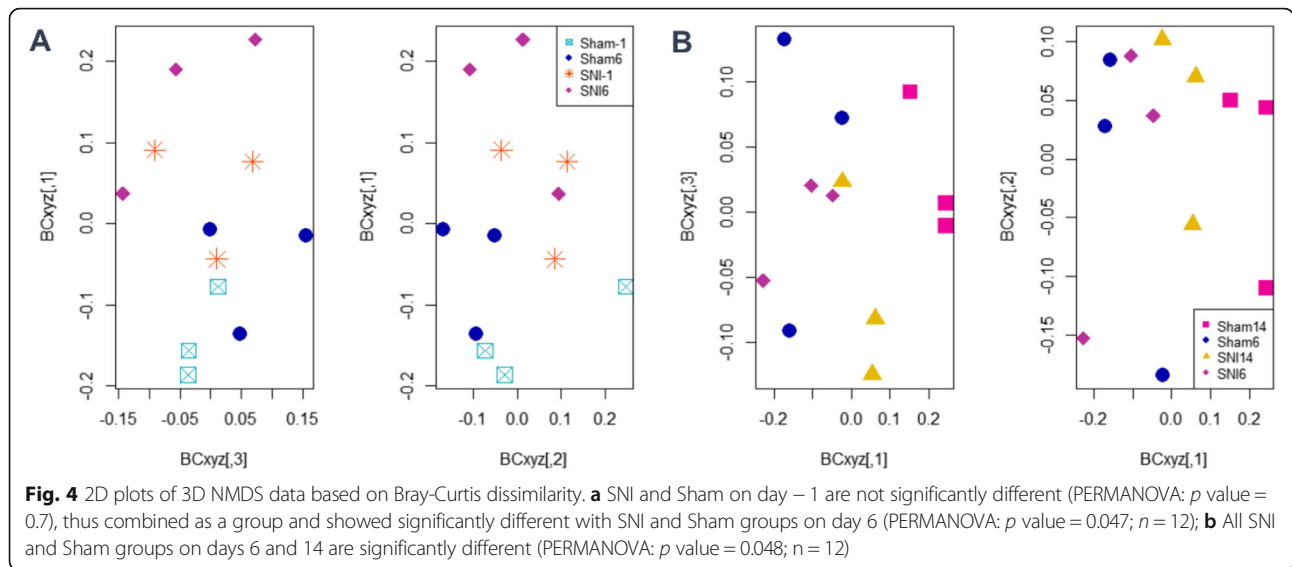 A
BCxyz[,1]
0.2
0.1
0.0
-0.1
-0.2
-0.15
-0.05
0.05
0.15
BCxyz[,3]
BCxyz[,1]
0.2
0.1
0.0
-0.1
-0.2
-0.1
0.0
0.1
0.2
BCxyz[,2]
Sham-1
Sham6
SNI-1
SNI6
B
BCxyz[,3]
0.10
0.05
0.00
-0.05
-0.10
-0.2
0.0
0.1
0.2
BCxyz[,1]
BCxyz[,2]
0.10
0.05
0.00
-0.05
-0.10
-0.15
-0.2
0.0
0.1
0.2
BCxyz[,1]
Sham14
Sham6
SNI14
SNI6
Fig. 4 2D plots of 3D NMDS data based on Bray-Curtis dissimilarity. a SNI and Sham on day − 1 are not significantly different (PERMANOVA: p value =
0.7), thus combined as a group and showed significantly different with SNI and Sham groups on day 6 (PERMANOVA: p value = 0.047; n = 12); b All SNI
and Sham groups on days 6 and 14 are significantly different (PERMANOVA: p value = 0.048; n = 12)